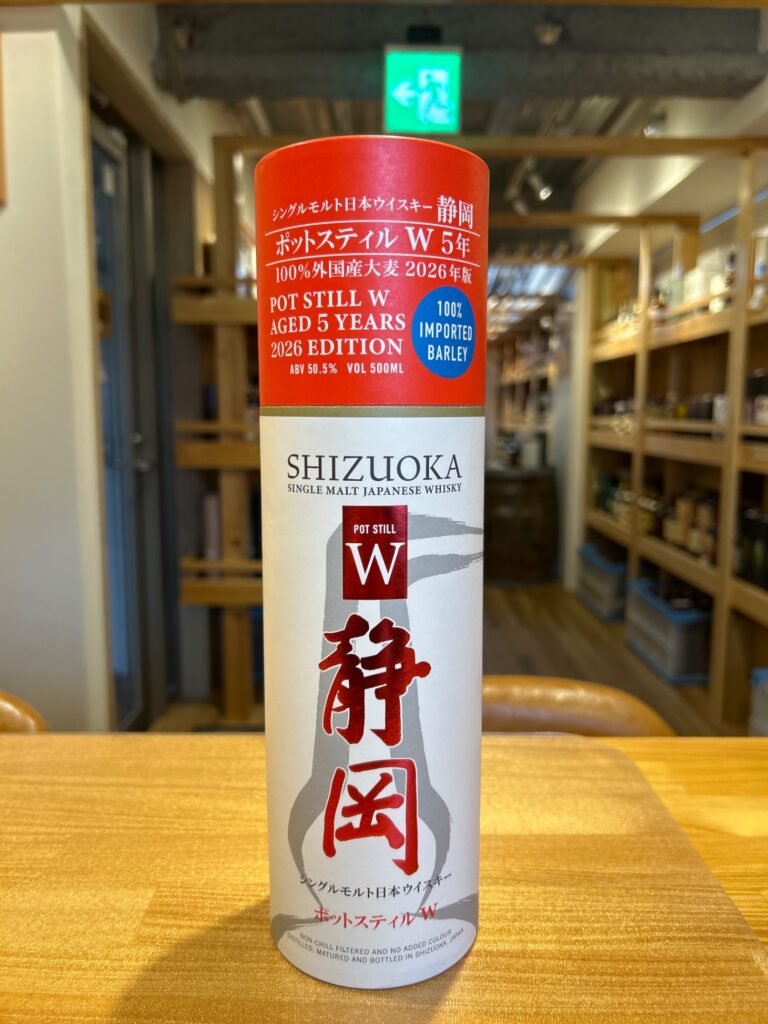 シングルモルト日本ウイスキー 静岡
ポットスティル W 5年
100%外国産大麦 2026年版
POT STILL W
AGED 5 YEARS
2026 EDITION
ABV 50.5% VOL 500ML
100%
IMPORTED
BARLEY
SHIZUOKA
SINGLE MALT JAPANESE WHISKY
POT STILL
W
静岡
シングルモルト日本ウイスキー
ポットスティル W
NON-CHILL FILTERED AND NO ADDED COLOUR
DISTILLED, MATURED AND BOTTLED IN SHIZUOKA, JAPAN